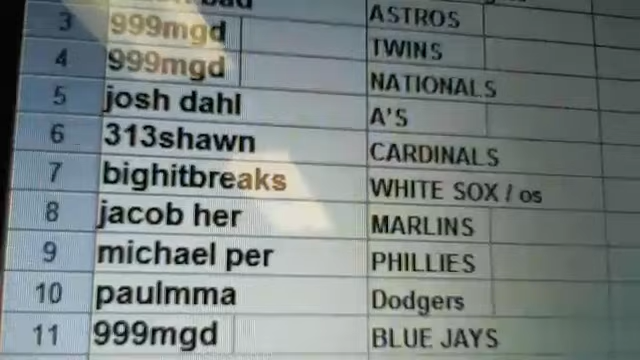 ASTROS
3 999mgd TWINS
4 999mgd NATIONALS
5 josh dahl A'S
6 313shawn CARDINALS
7 bighitbreaks WHITE SOX / os
8 jacob her MARLINS
9 michael per PHILLIES
10 paulmma Dodgers
11 999mgd BLUE JAYS